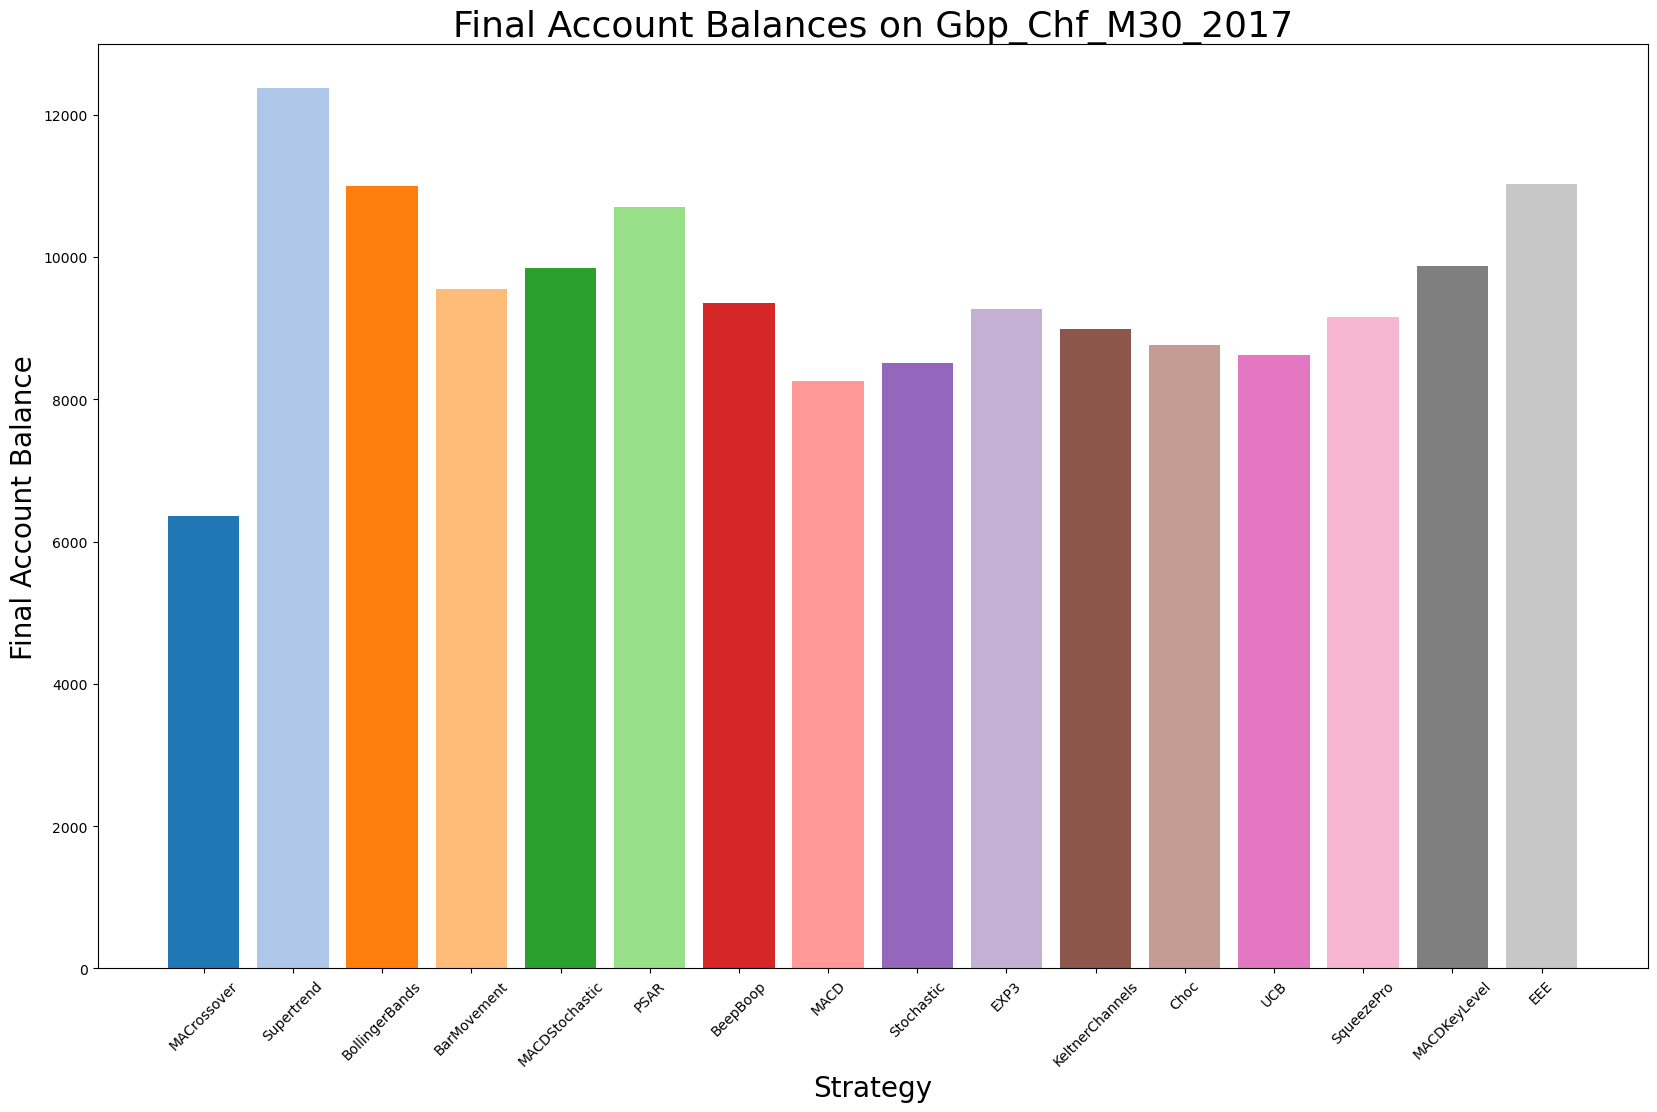 Final Account Balances on Gbp_Chf_M30_2017
Final Account Balance
12000
10000
8000
6000
4000
2000
0
MACrossover
Supertrend
BollingerBands
BarMovement
MACDStochastic
PSAR
BeepBoop
MACD
Stochastic
EXP3
KeltnerChannels
Choc
UCB
SqueezePro
MACDKeyLevel
EEE
Strategy